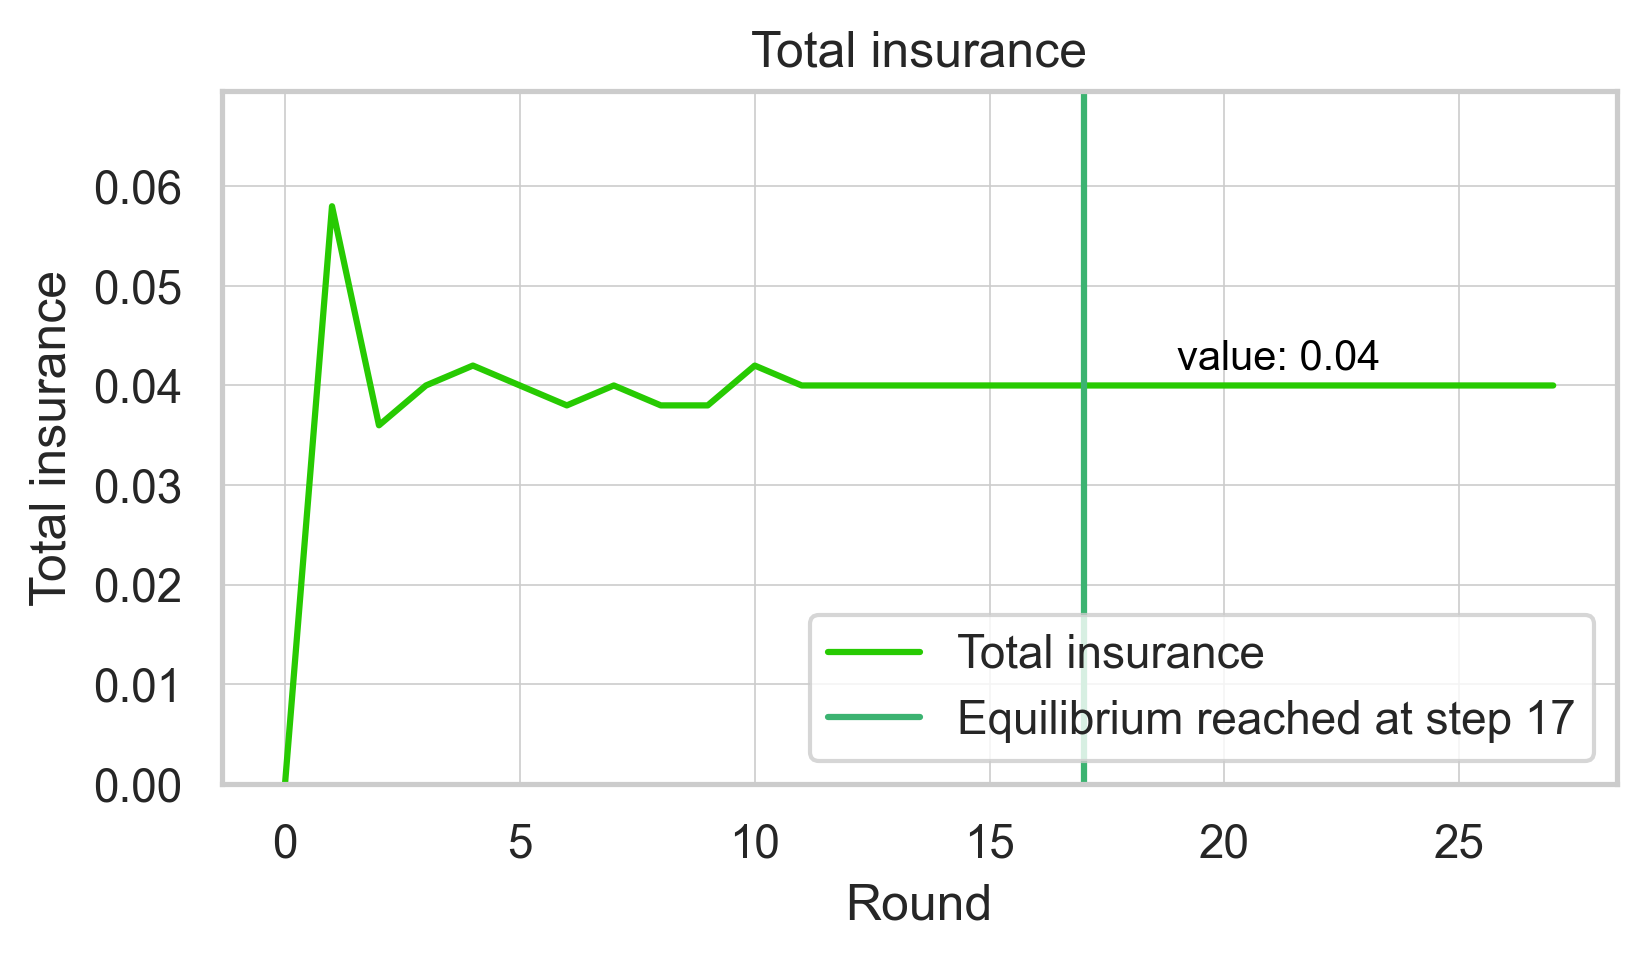 Total insurance
Total insurance
0.06
0.05
0.04
0.03
0.02
0.01
0.00
value: 0.04
Total insurance
Equilibrium reached at step 17
0 5 10 15 20 25
Round